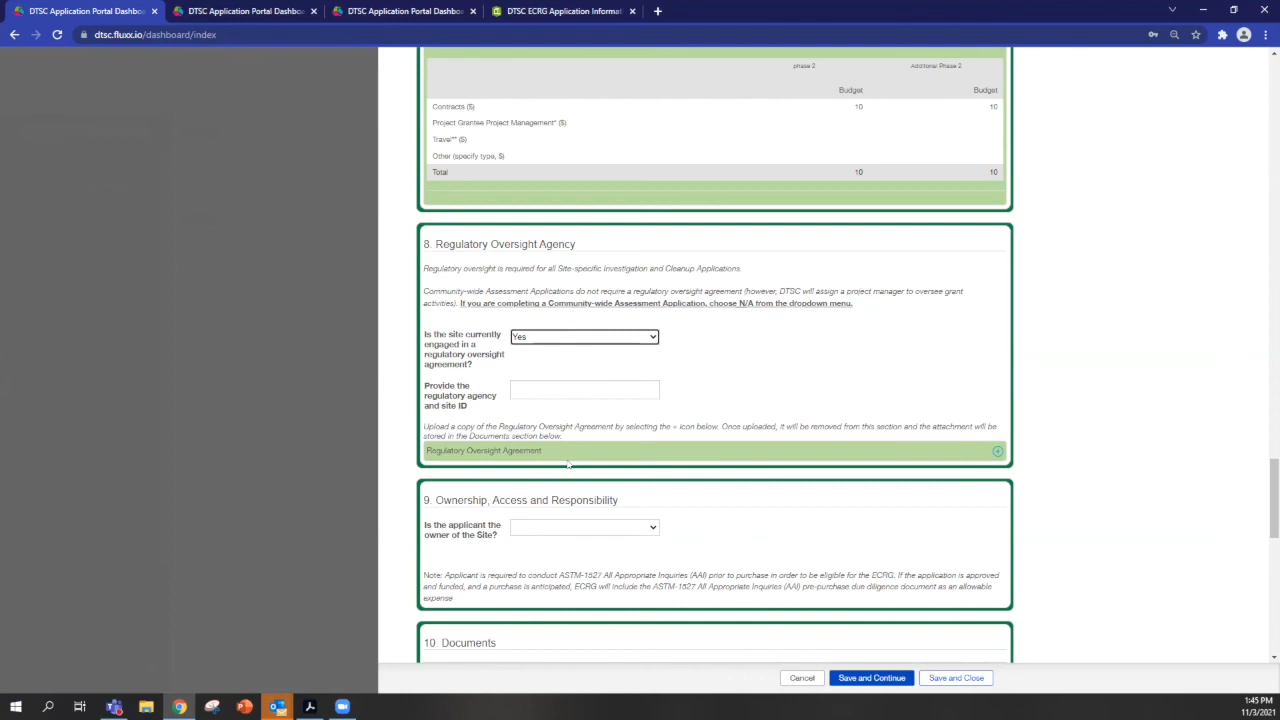 DTSC Application Portal Dashbo
DTSC Application Portal Dashboa
DTSC Application Portal Dashboa
DTSC ECRG Application Informat
dtsc.fluxx.io/dashboard/index
phase 2
Additional Phase 2
Budget
Budget
Contracts ($)
10
10
Project Grantee Project Management* ($)
Travel** ($)
Other (specify type, $)
Total
10
10
8. Regulatory Oversight Agency
Regulatory oversight is required for all Site-specific Investigation and Cleanup Applications.
Community-wide Assessment Applications do not require a regulatory oversight agreement (however, DTSC will assign a project manager to oversee grant
activities). If you are completing a Community-wide Assessment Application, choose N/A from the dropdown menu.
Is the site currently
engaged in a
regulatory oversight
agreement?
Yes
Provide the
regulatory agency
and site ID
Upload a copy of the Regulatory Oversight Agreement by selecting the + icon below. Once uploaded, it will be removed from this section and the attachment will be
stored in the Documents section below.
Regulatory Oversight Agreement
9. Ownership, Access and Responsibility
Is the applicant the
owner of the Site?
Note: Applicant is required to conduct ASTM-1527 All Appropriate Inquiries (AAI) prior to purchase in order to be eligible for the ECRG. If the application is approved
and funded, and a purchase is anticipated, ECRG will include the ASTM-1527 All Appropriate Inquiries (AAI) pre-purchase due diligence document as an allowable
expense
10. Documents
Cancel
Save and Continue
Save and Close
1:45 PM
11/3/2021